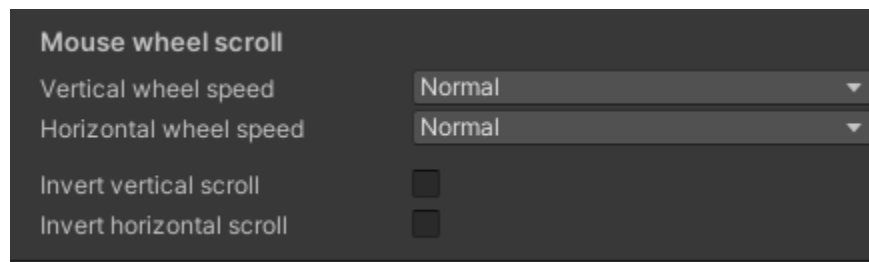 Mouse wheel scroll
Vertical wheel speed Normal
Horizontal wheel speed Normal
Invert vertical scroll
Invert horizontal scroll